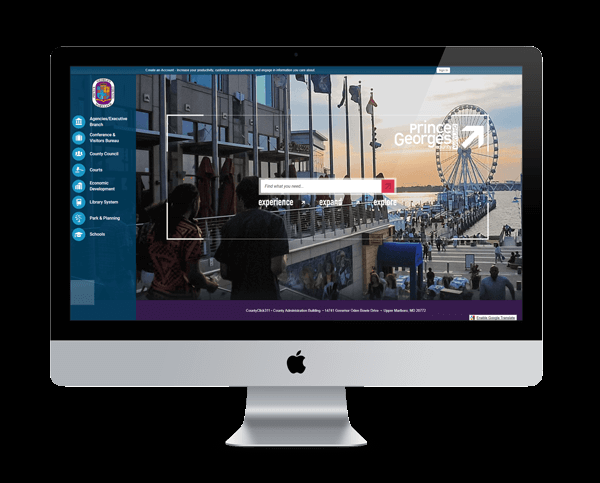 Create an Account - Increase your productivity, customize your experience, and engage in information you care about
Sign In
Agencies/Executive
Branch
Conference &
Visitors Bureau
County Council
Courts
Economic
Development
Library System
Park & Planning
Schools
Prince
George's
COUNTY
Find what you need...
experience
expand
explore
CountyClick311 • County Administration Building • 14741 Governor Oden Bowie Drive • Upper Marlboro, MD 20772
Enable Google Translate